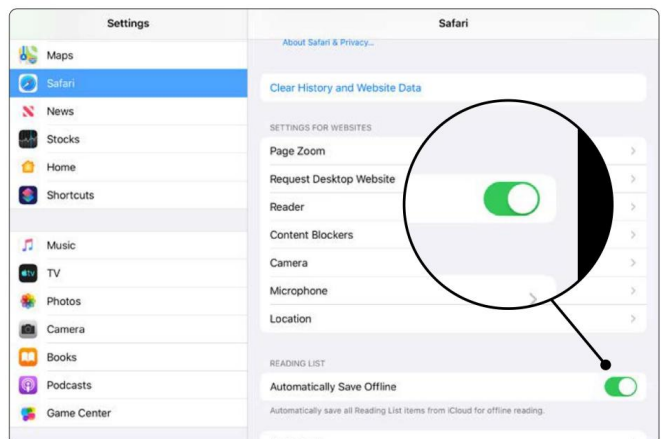 Settings
Maps
Safari
News
Stocks
Home
Shortcuts
Music
TV
Photos
Camera
Books
Podcasts
Game Center
Safari
About Safari & Privacy...
Clear History and Website Data
SETTINGS FOR WEBSITES
Page Zoom
Request Desktop Website
Reader
Content Blockers
Camera
Microphone
Location
READING LIST
Automatically Save Offline
Automatically save all Reading List items from iCloud for offline reading.